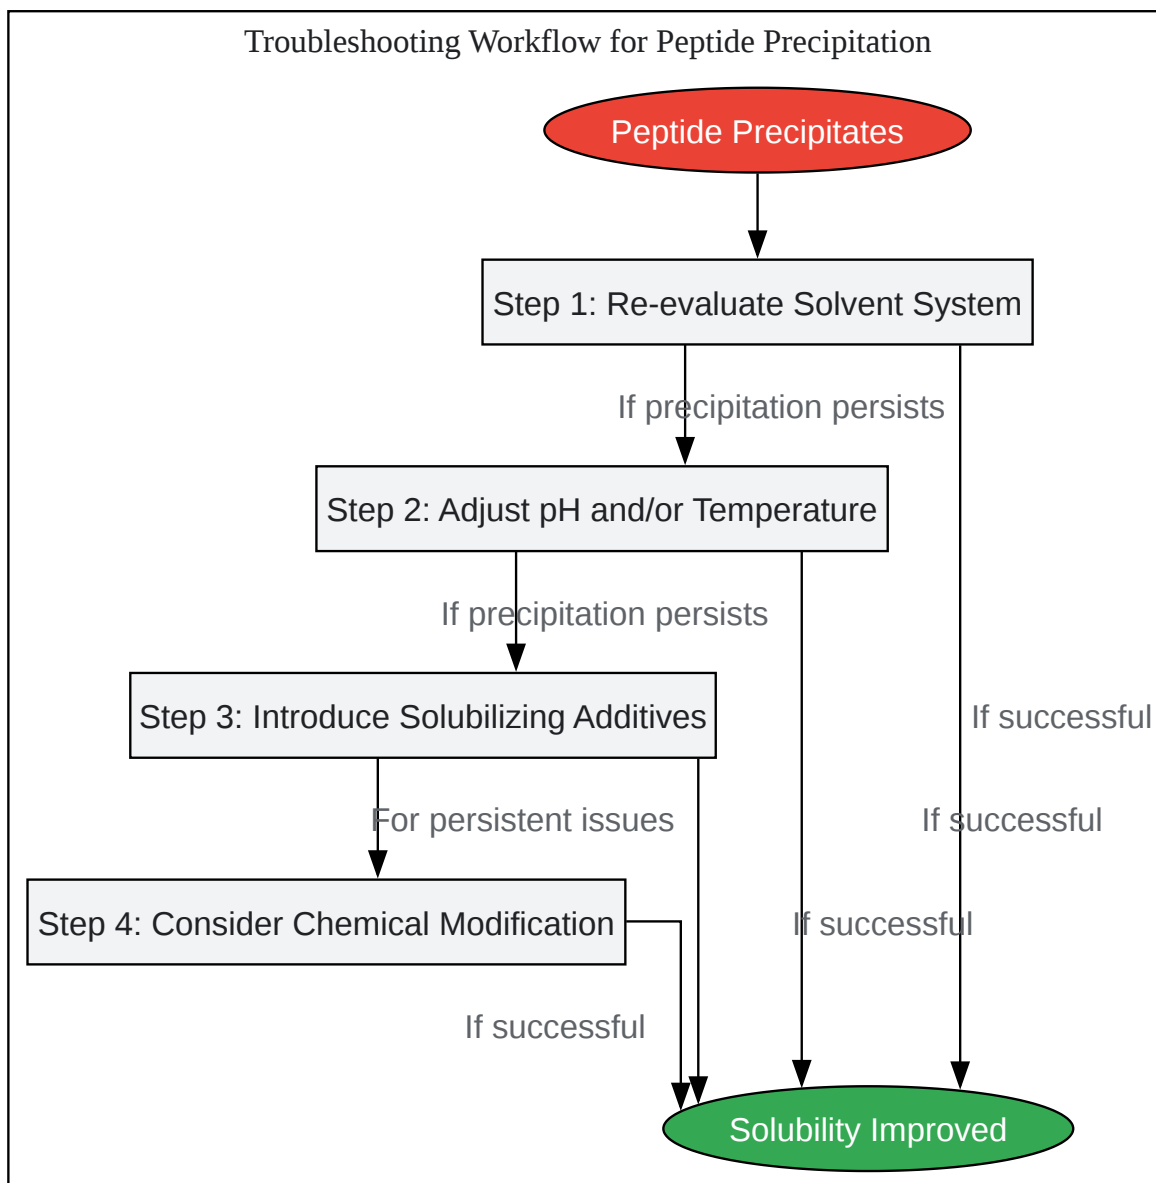 Troubleshooting Workflow for Peptide Precipitation
Peptide Precipitates
Step 1: Re-evaluate Solvent System
If precipitation persists
Step 2: Adjust pH and/or Temperature
If precipitation persists
Step 3: Introduce Solubilizing Additives
If successful
For persistent issues
If successful
Step 4: Consider Chemical Modification
If successful
If successful
Solubility Improved